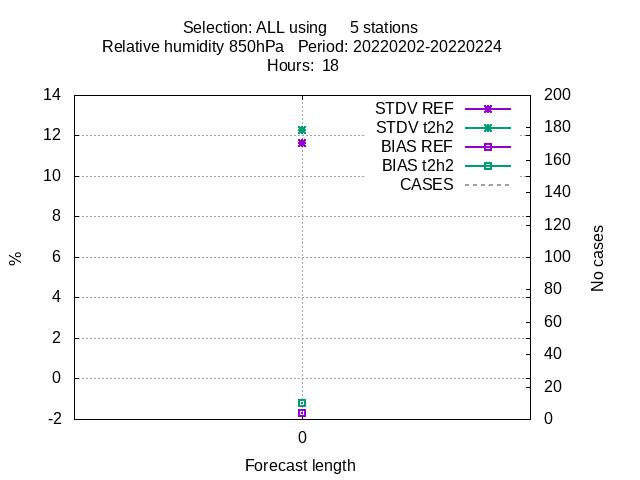 Selection: ALL using     5 stations
Relative humidity 850hPa   Period: 20220202-20220224
Hours:  18
14
12
10
8
6
4
2
0
-2
%
200
180
160
140
120
100
80
60
40
20
0
No cases
STDV REF
STDV t2h2
BIAS REF
BIAS t2h2
CASES
0
Forecast length